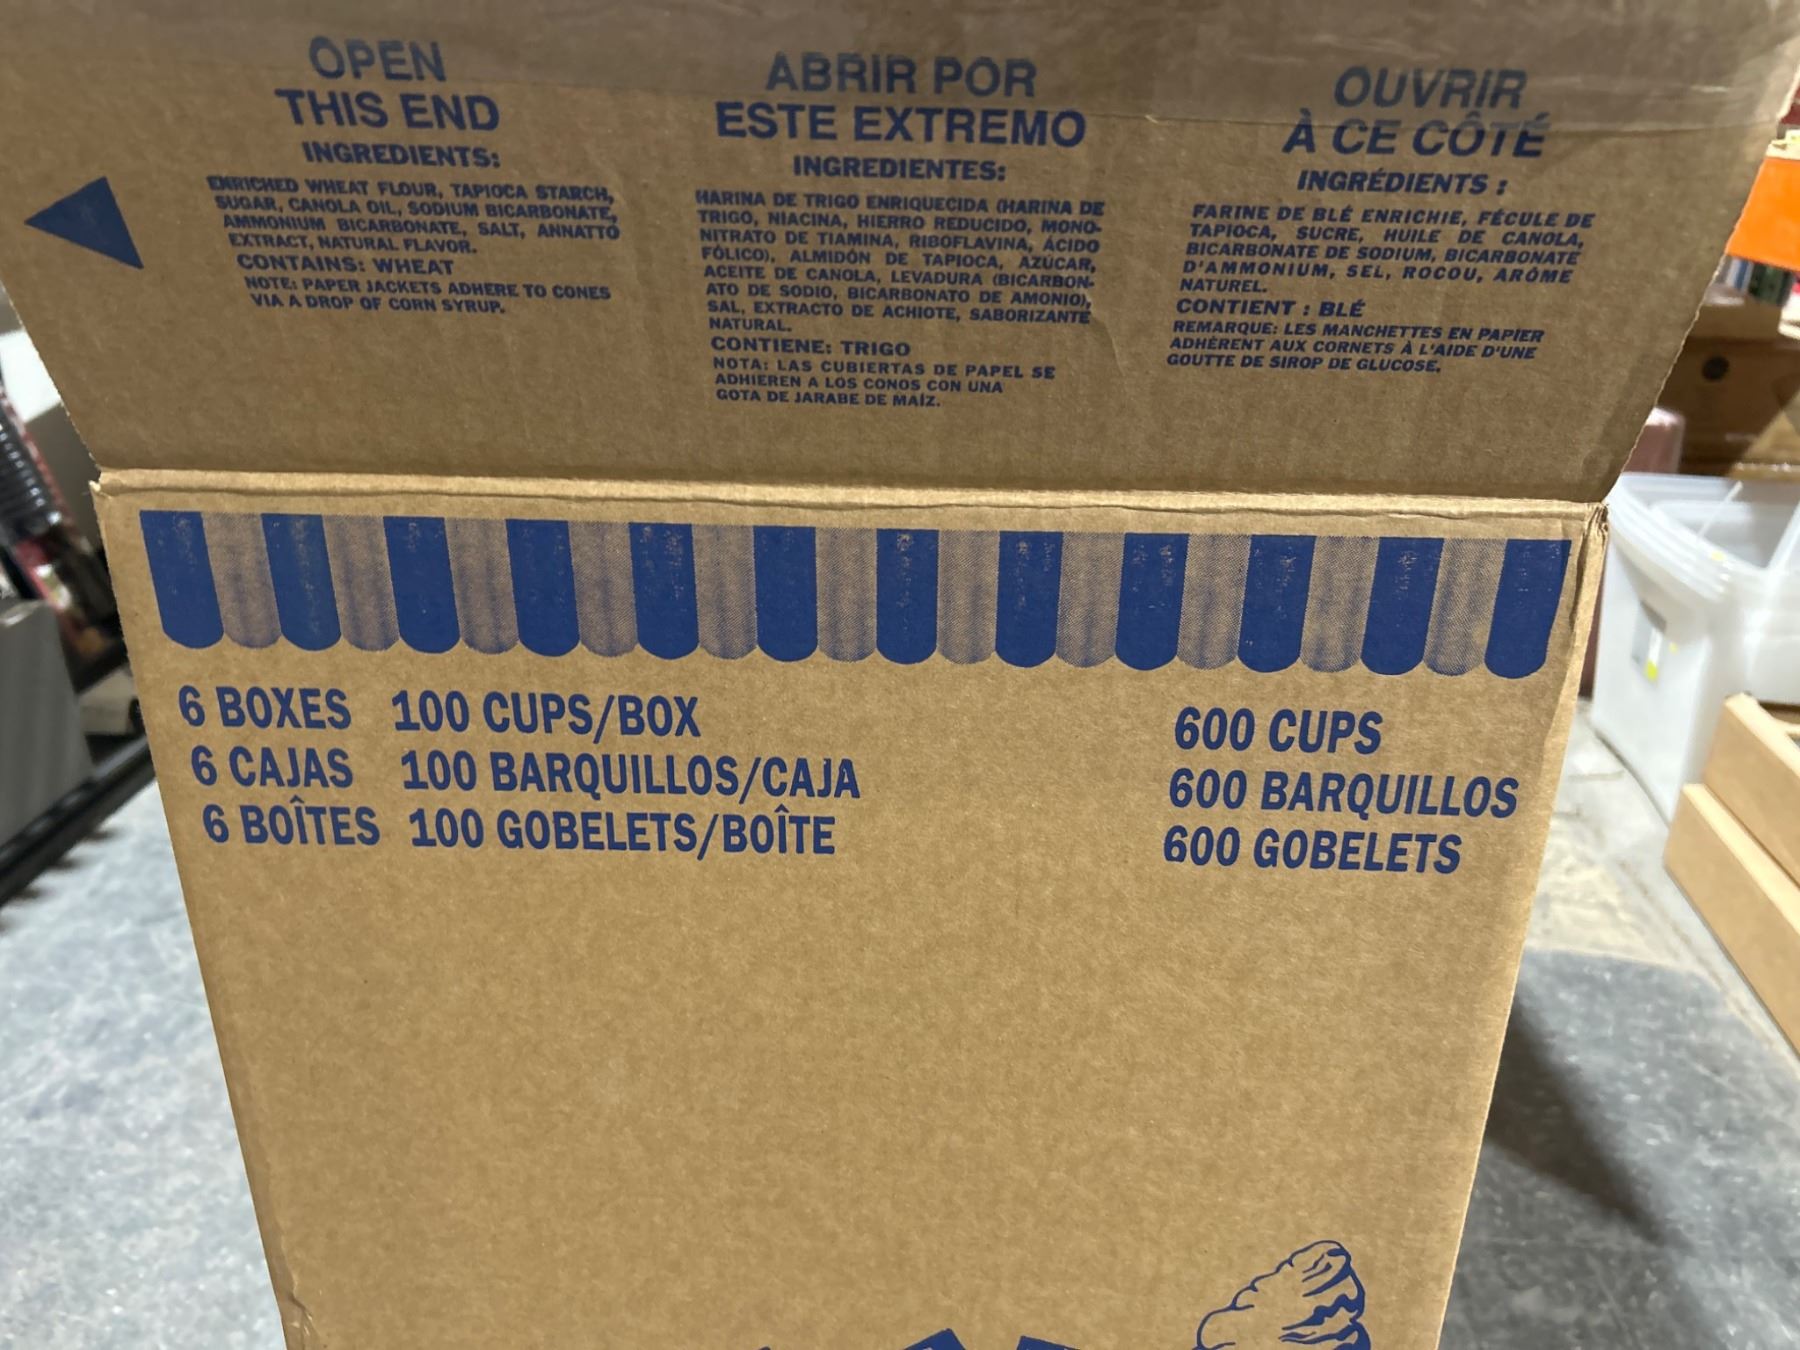 OPEN
THIS END
INGREDIENTS:
ENRICHED WHEAT FLOUR, TAPIOCA STARCH,
SUGAR, CANOLA OIL, SODIUM BICARBONATE,
AMMONIUM BICARBONATE, SALT, ANNATTO
EXTRACT, NATURAL FLAVOR.
CONTAINS: WHEAT
NOTE: PAPER JACKETS ADHERE TO CONES
VIA A DROP OF CORN SYRUP.
ABRIR POR
ESTE EXTREMO
INGREDIENTES:
HARINA DE TRIGO ENRIQUECIDA (HARINA DE
TRIGO, NIACINA, HIERRO REDUCIDO, MONO-
NITRATO DE TIAMINA, RIBOFLAVINA, ÁCIDO
FÓLICO), ALMIDÓN DE TAPIOCA, AZÚCAR,
ACEITE DE CANOLA, LEVADURA (BICARBON-
ATO DE SODIO, BICARBONATO DE AMONIO),
SAL, EXTRACTO DE ACHIOTE, SABORIZANTE
NATURAL.
CONTIENE: TRIGO
NOTA: LAS CUBIERTAS DE PAPEL SE
ADHIEREN A LOS CONOS CON UNA
GOTA DE JARABE DE MAÍZ.
OUVRIR
À CE CÔTÉ
INGRÉDIENTS :
FARINE DE BLÉ ENRICHIE, FÉCULE DE
TAPIOCA, SUCRE, HUILE DE CANOLA,
BICARBONATE DE SODIUM, BICARBONATE
D'AMMONIUM, SEL, ROCOU, ARÔME
NATUREL.
CONTIENT : BLÉ
REMARQUE: LES MANCHETTES EN PAPIER
ADHÈRENT AUX CORNETS À L'AIDE D'UNE
GOUTTE DE SIROP DE GLUCOSE.
6 BOXES 100 CUPS/BOX
6 CAJAS 100 BARQUILLOS/CAJA
6 BOÎTES 100 GOBELETS/BOÎTE
600 CUPS
600 BARQUILLOS
600 GOBELETS